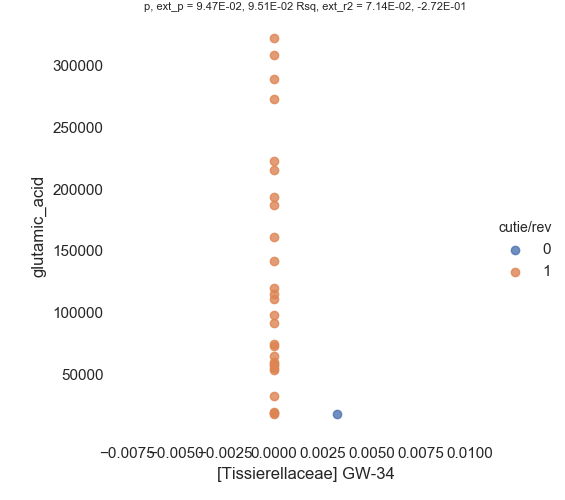 p, ext_p = 9.47E-02, 9.51E-02 Rsq, ext_r2 = 7.14E-02, -2.72E-01
300000
250000
200000
150000
100000
50000
glutamic_acid
cutie/rev
0
1
−0.0075 −0.0050 −0.0025 0.0000 0.0025 0.0050 0.0075 0.0100
[Tissierellaceae] GW-34